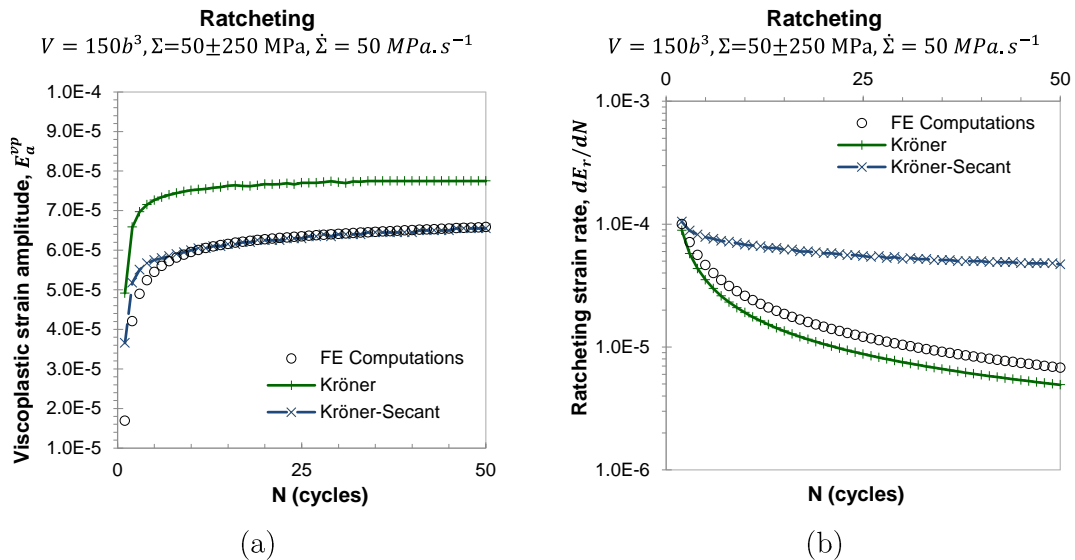 Ratcheting
V = 150b³, Σ=50±250 MPa, Σ̇ = 50 MPa.s⁻¹
Viscoplastic strain amplitude, E_a^{vp}
1.0E-4
9.0E-5
8.0E-5
7.0E-5
6.0E-5
5.0E-5
4.0E-5
3.0E-5
2.0E-5
1.0E-5
FE Computations
Kröner
Kröner-Secant
0 25 50
N (cycles)
(a)
Ratcheting
V = 150b³, Σ=50±250 MPa, Σ̇ = 50 MPa.s⁻¹
0 25 50
Ratcheting strain rate, dE_r/dN
1.0E-3
1.0E-4
1.0E-5
1.0E-6
FE Computations
Kröner
Kröner-Secant
N (cycles)
(b)